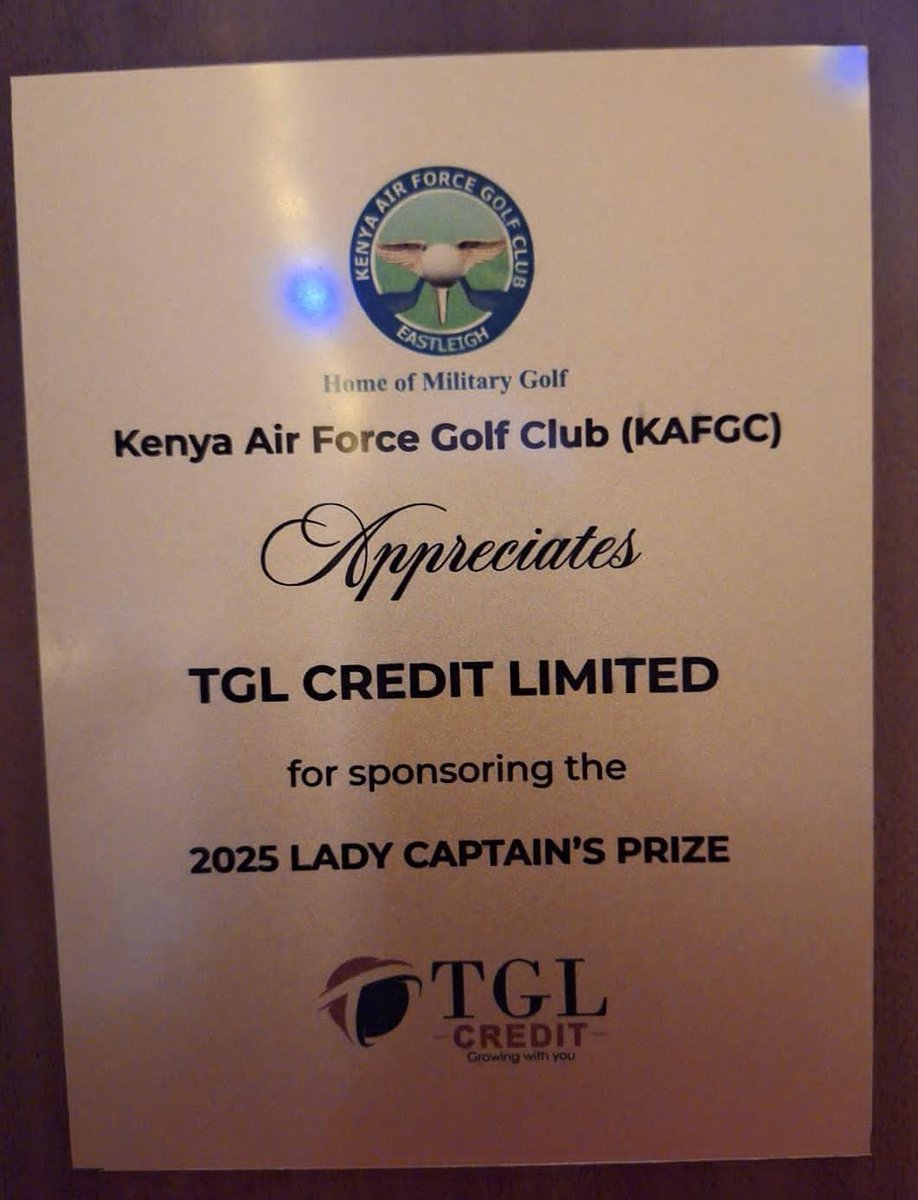 KENYA AIR FORCE GOLF CLUB
EASTLEIGH
Home of Military Golf
Kenya Air Force Golf Club (KAFGC)
Appreciates
TGL CREDIT LIMITED
for sponsoring the
2025 LADY CAPTAIN'S PRIZE
TGL
CREDIT
Growing with you